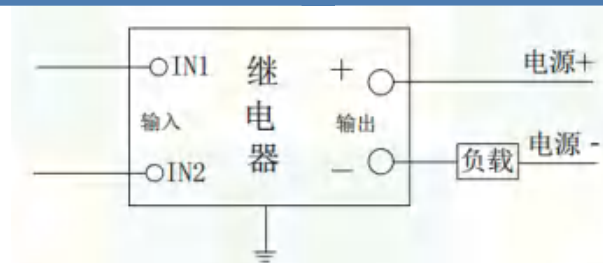 IN1 继 + 电源+
输入 电 输出
IN2 器 — 负载 电源 -